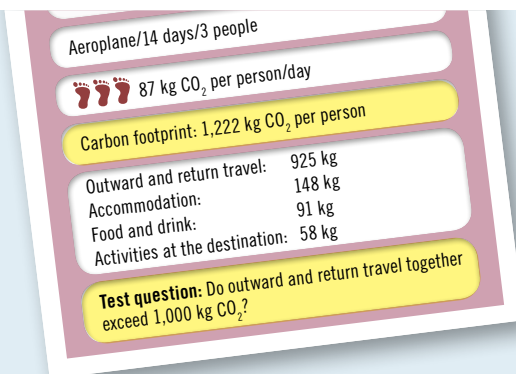 Aeroplane/14 days/3 people
87 kg CO₂ per person/day
Carbon footprint: 1,222 kg CO₂ per person
Outward and return travel: 925 kg
Accommodation: 148 kg
Food and drink: 91 kg
Activities at the destination: 58 kg
Test question: Do outward and return travel together
exceed 1,000 kg CO₂?